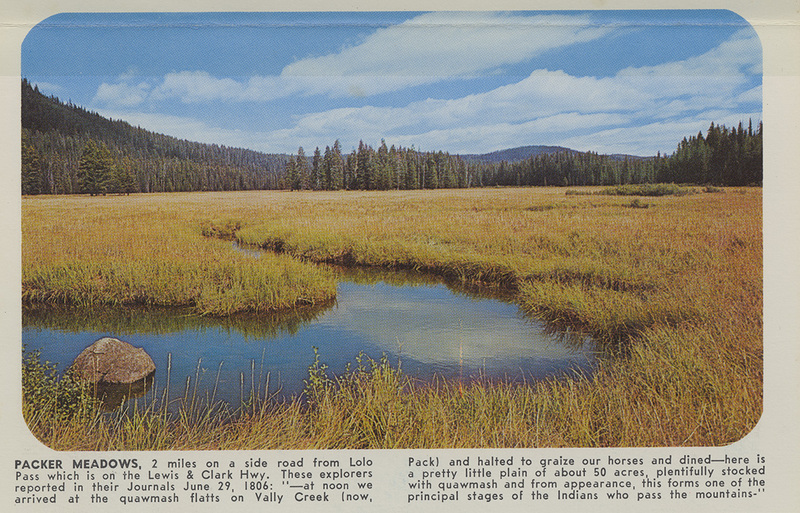 PACKER MEADOWS, 2 miles on a side road from Lolo
Pass which is on the Lewis & Clark Hwy. These explorers
reported in their Journals June 29, 1806: "—at noon we
arrived at the quawmash flatts on Vally Creek (now,
Pack) and halted to graize our horses and dined—here is
a pretty little plain of about 50 acres, plentifully stocked
with quawmash and from appearance, this forms one of the
principal stages of the Indians who pass the mountains-"